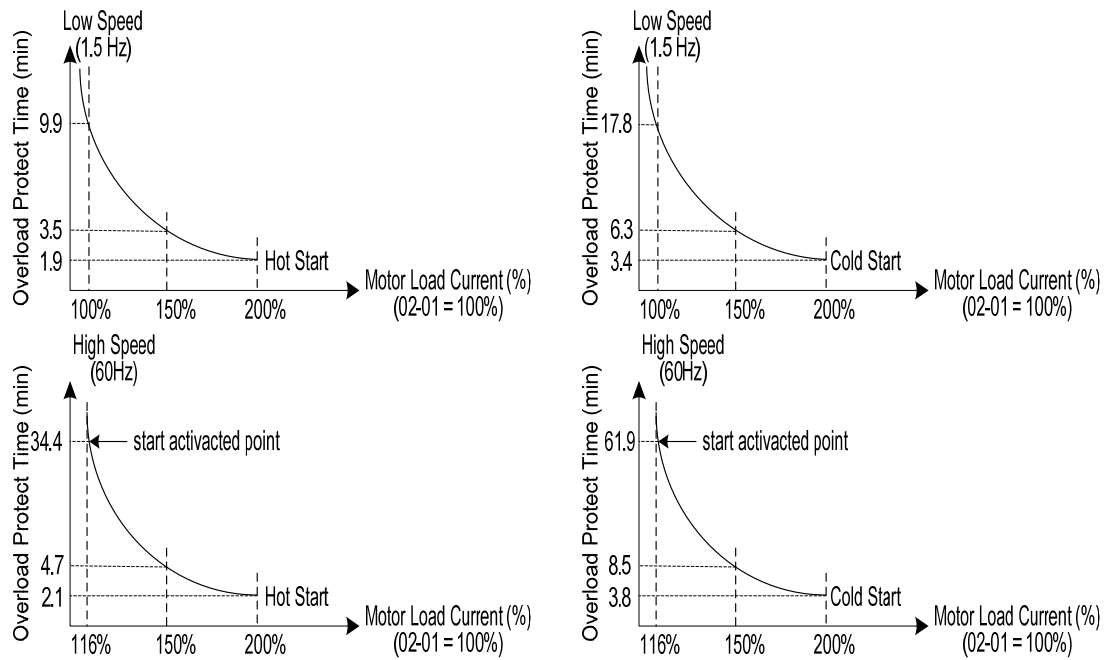 Low Speed
(1.5 Hz)
Overload Protect Time (min)
9.9
3.5
1.9
Hot Start
100%
150%
200%
Motor Load Current (%)
(02-01 = 100%)
Low Speed
(1.5 Hz)
Overload Protect Time (min)
17.8
6.3
3.4
Cold Start
100%
150%
200%
Motor Load Current (%)
(02-01 = 100%)
High Speed
(60Hz)
Overload Protect Time (min)
34.4
start activacted point
4.7
2.1
Hot Start
116%
150%
200%
Motor Load Current (%)
(02-01 = 100%)
High Speed
(60Hz)
Overload Protect Time (min)
61.9
start activacted point
8.5
3.8
Cold Start
116%
150%
200%
Motor Load Current (%)
(02-01 = 100%)